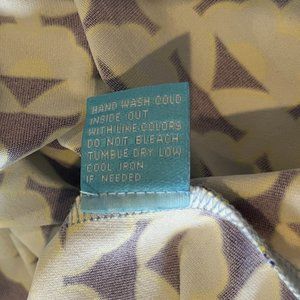 HAND WASH COLD
INSIDE OUT
WITH LIKE COLORS
DO NOT BLEACH
TUMBLE DRY LOW
COOL IRON
IF NEEDED